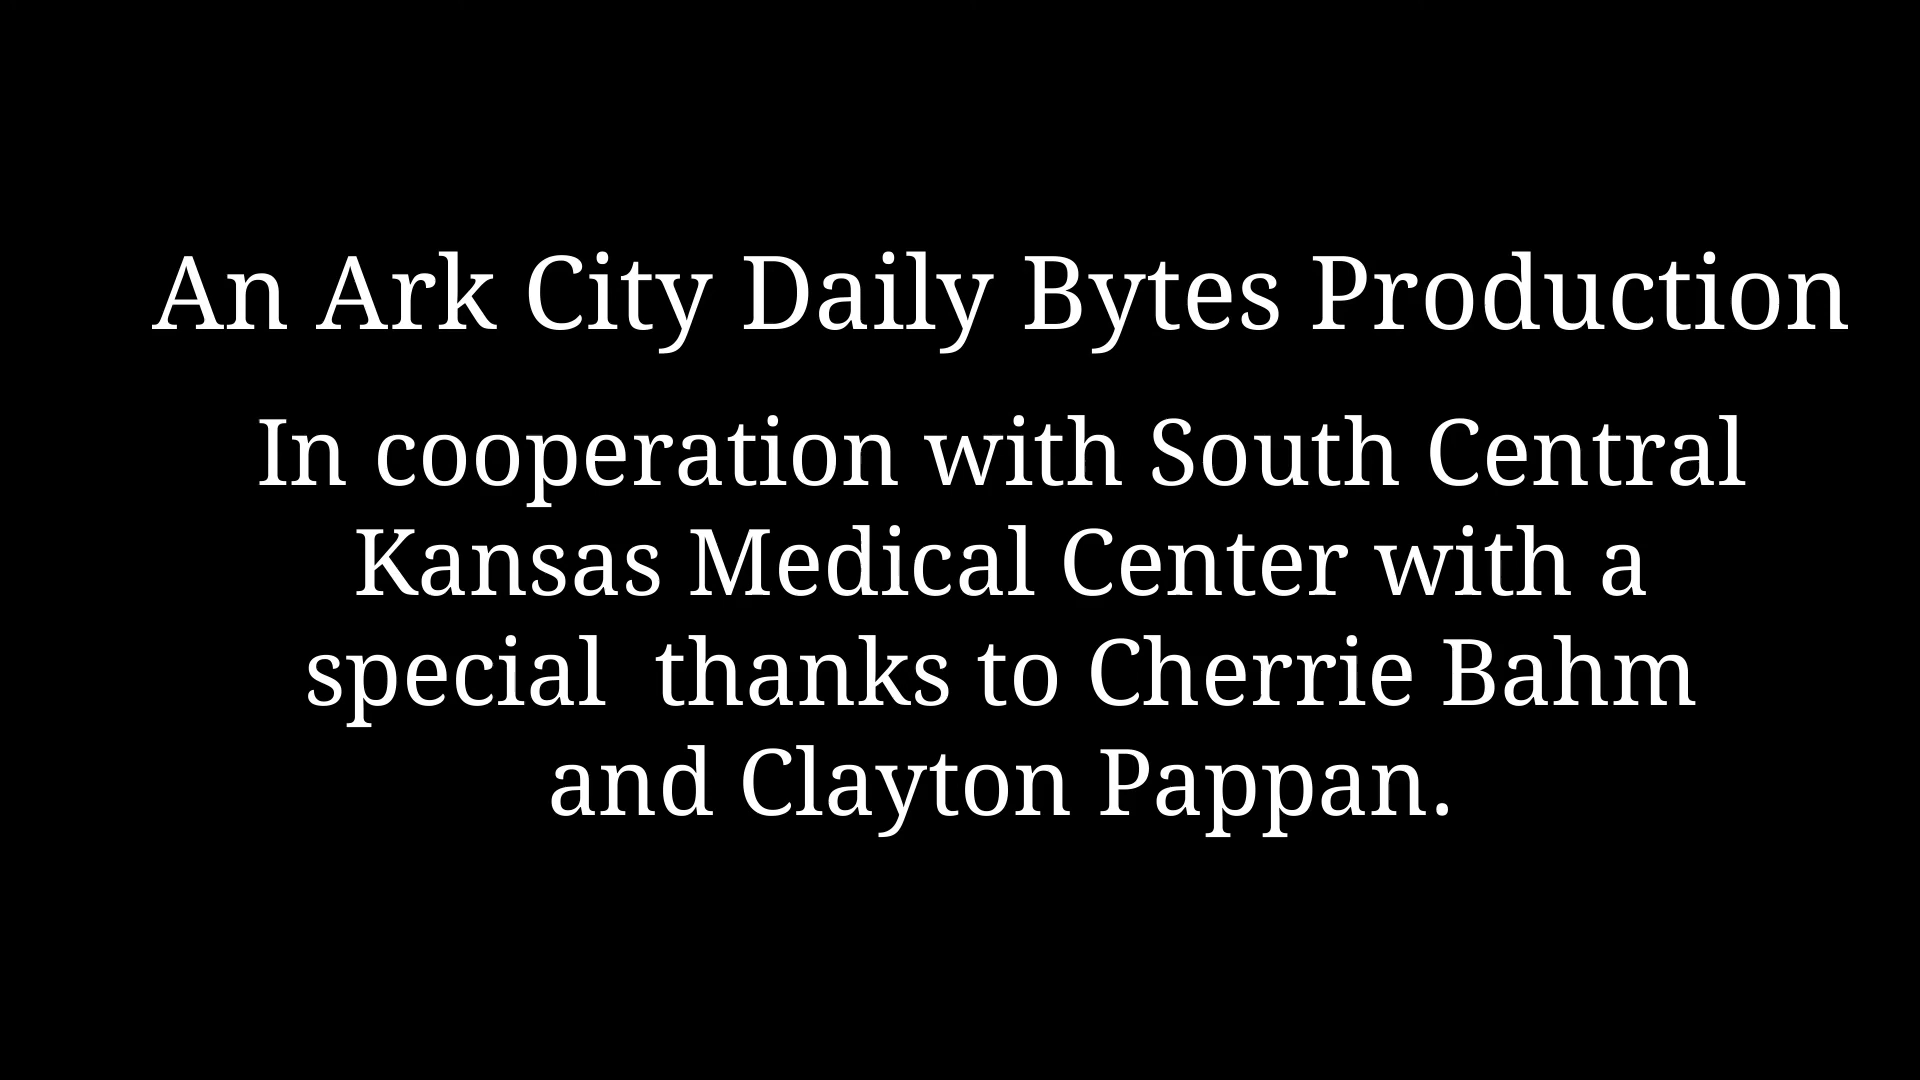 An Ark City Daily Bytes Production
In cooperation with South Central
Kansas Medical Center with a
special  thanks to Cherrie Bahm
and Clayton Pappan.